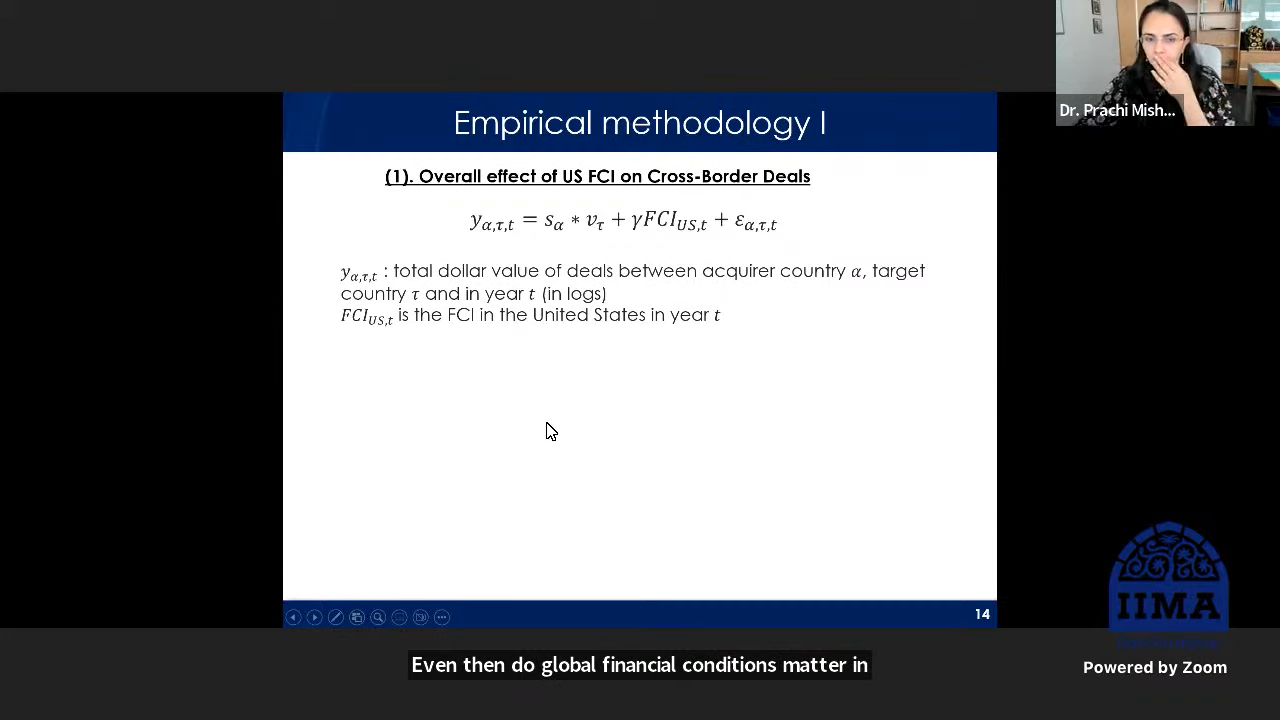 Dr. Prachi Mish...
Empirical methodology I
(1). Overall effect of US FCI on Cross-Border Deals
y_{α,τ,t} = s_α * v_τ + γFCI_{US,t} + ε_{α,τ,t}
y_{α,τ,t} : total dollar value of deals between acquirer country α, target
country τ and in year t (in logs)
FCI_{US,t} is the FCI in the United States in year t
14
IIMA
Even then do global financial conditions matter in
Powered by Zoom